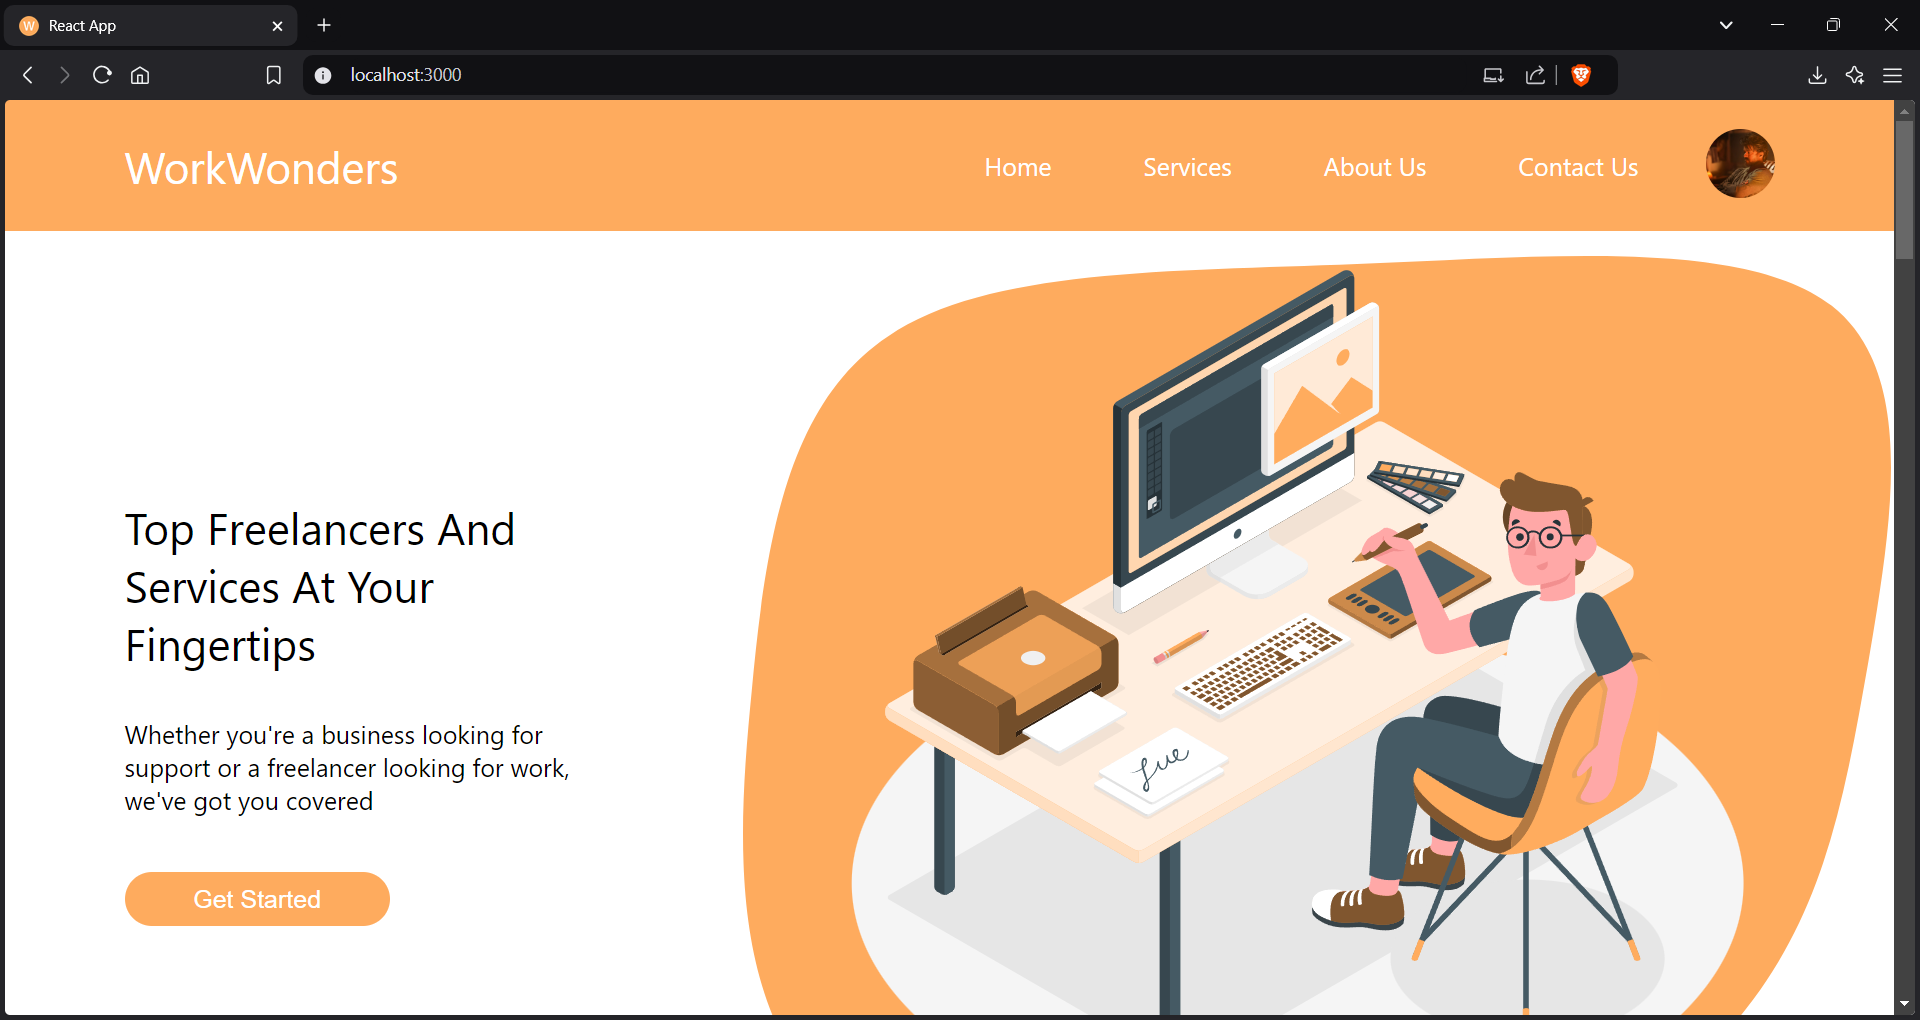 W React App
localhost:3000
WorkWonders
Home Services About Us Contact Us
Top Freelancers And
Services At Your
Fingertips
Whether you're a business looking for
support or a freelancer looking for work,
we've got you covered
Get Started